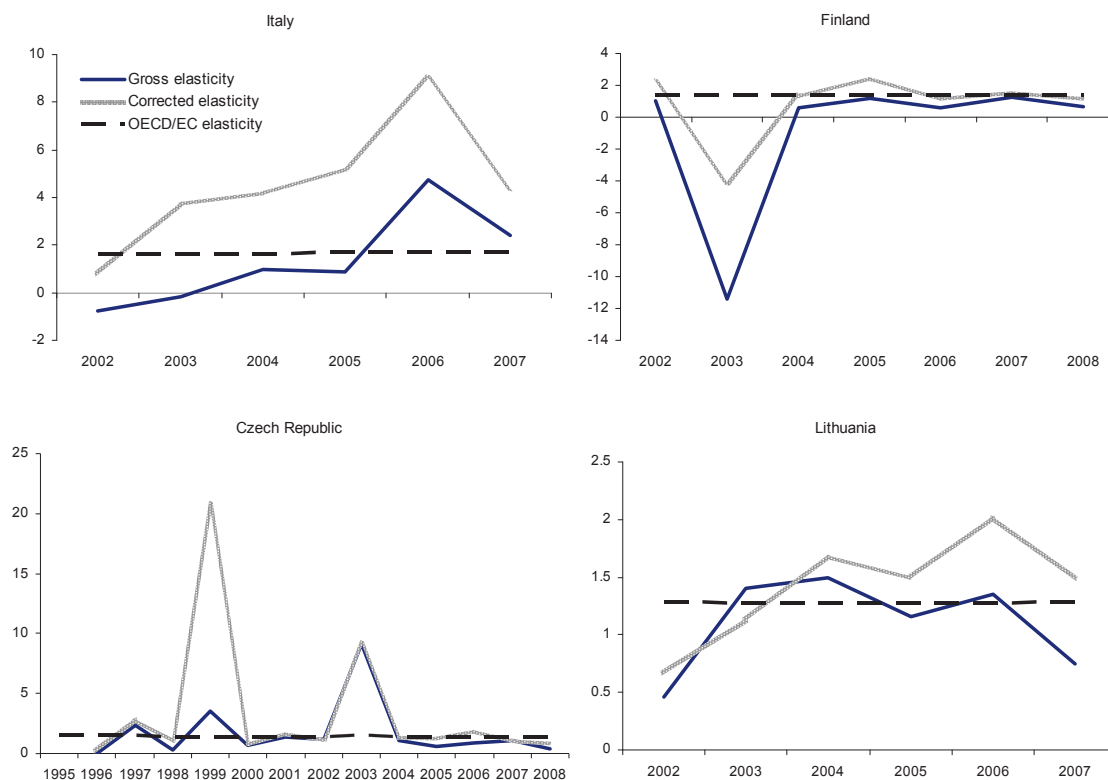 Italy
10
8
6
4
2
0
-2
Gross elasticity
Corrected elasticity
OECD/EC elasticity
2002 2003 2004 2005 2006 2007
Finland
4
2
0
-2
-4
-6
-8
-10
-12
-14
2002 2003 2004 2005 2006 2007 2008
Czech Republic
25
20
15
10
5
0
1995 1996 1997 1998 1999 2000 2001 2002 2003 2004 2005 2006 2007 2008
Lithuania
2.5
2
1.5
1
0.5
0
2002 2003 2004 2005 2006 2007